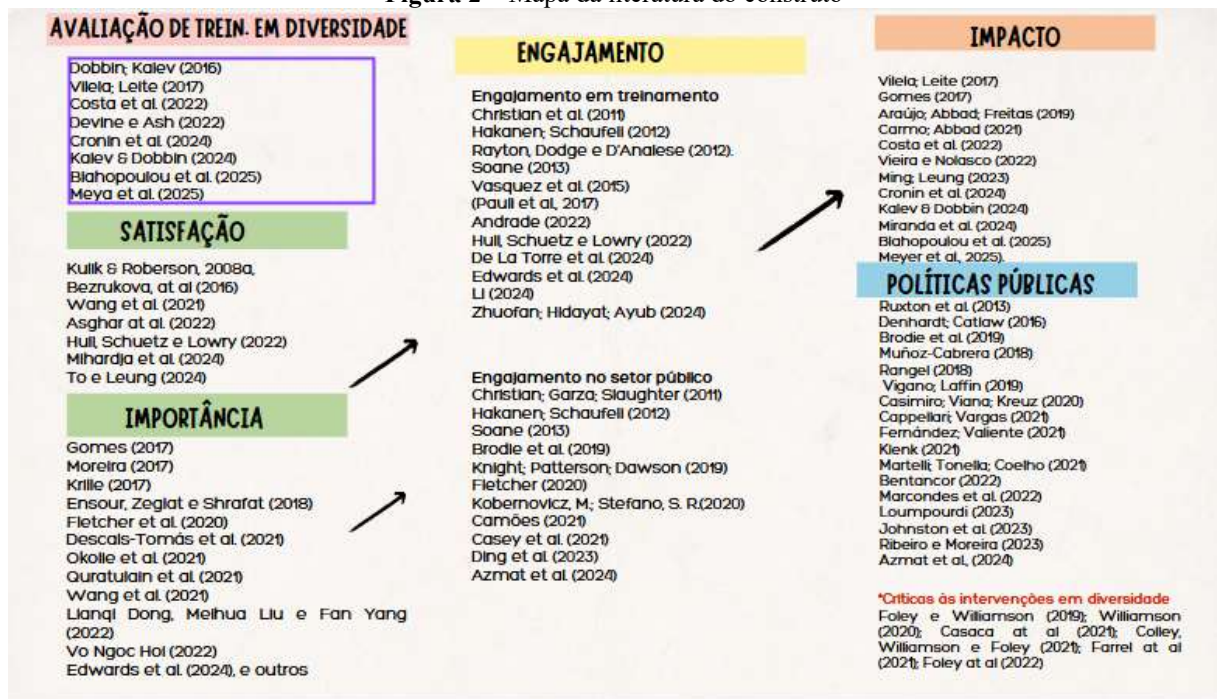 Figura 2 – Mapa da literatura do construto
AVALIAÇÃO DE TREIN. EM DIVERSIDADE
Dobbin; Kalev (2016)
Vilela; Leite (2017)
Costa et al. (2022)
Devine e Ash (2022)
Cronin et al. (2024)
Kalev & Dobbin (2024)
Blahopoulou et al. (2025)
Meya et al. (2025)
SATISFAÇÃO
Kulik & Roberson, 2008a,
Bezrukova, at al (2016)
Wang et al. (2021)
Asghar at al. (2022)
Hull, Schuetz e Lowry (2022)
Mihardja et al. (2024)
To e Leung (2024)
IMPORTÂNCIA
Gomes (2017)
Moreira (2017)
Krille (2017)
Ensour, Zeglat e Shrafat (2018)
Fletcher et al. (2020)
Descals-Tomás et al. (2021)
Okolie et al. (2021)
Quratulain et al. (2021)
Wang et al. (2021)
Lianqi Dong, Meihua Liu e Fan Yang
(2022)
Vo Ngoc Hoi (2022)
Edwards et al. (2024), e outros
ENGAJAMENTO
Engajamento em treinamento
Christian et al. (2011)
Hakanen; Schaufeli (2012)
Rayton, Dodge e D'Analese (2012).
Soane (2013)
Vasquez et al. (2015)
(Pauli et al., 2017)
Andrade (2022)
Hull, Schuetz e Lowry (2022)
De La Torre et al. (2024)
Edwards et al. (2024)
LI (2024)
Zhuofan; Hidayat; Ayub (2024)
Engajamento no setor público
Christian; Garza; Slaughter (2011)
Hakanen; Schaufeli (2012)
Soane (2013)
Brodie et al. (2019)
Knight; Patterson; Dawson (2019)
Fletcher (2020)
Kobernovicz, M.; Stefano, S. R.(2020)
Camões (2021)
Casey et al. (2021)
Ding et al. (2023)
Azmat et al. (2024)
IMPACTO
Vilela; Leite (2017)
Gomes (2017)
Araújo; Abbad; Freitas (2019)
Carmo; Abbad (2021)
Costa et al. (2022)
Vieira e Nolasco (2022)
Ming; Leung (2023)
Cronin et al. (2024)
Kalev & Dobbin (2024)
Miranda et al. (2024)
Blahopoulou et al. (2025)
Meyer et al., 2025).
POLÍTICAS PÚBLICAS
Ruxton et al. (2013)
Denhardt; Catlaw (2016)
Brodie et al. (2019)
Muñoz-Cabrera (2018)
Rangel (2018)
Vigano; Laffin (2019)
Casimiro; Viana; Kreuz (2020)
Cappellari; Vargas (2021)
Fernández; Valiente (2021)
Klenk (2021)
Martelli; Tonella; Coelho (2021)
Bentancor (2022)
Marcondes et al. (2022)
Loumpourdi (2023)
Johnston et al. (2023)
Ribeiro e Moreira (2023)
Azmat et al., (2024)
*Críticas às intervenções em diversidade
Foley e Williamson (2019); Williamson
(2020); Casaca at al (2021); Colley,
Williamson e Foley (2021); Farrel at al
(2021); Foley at al (2022)